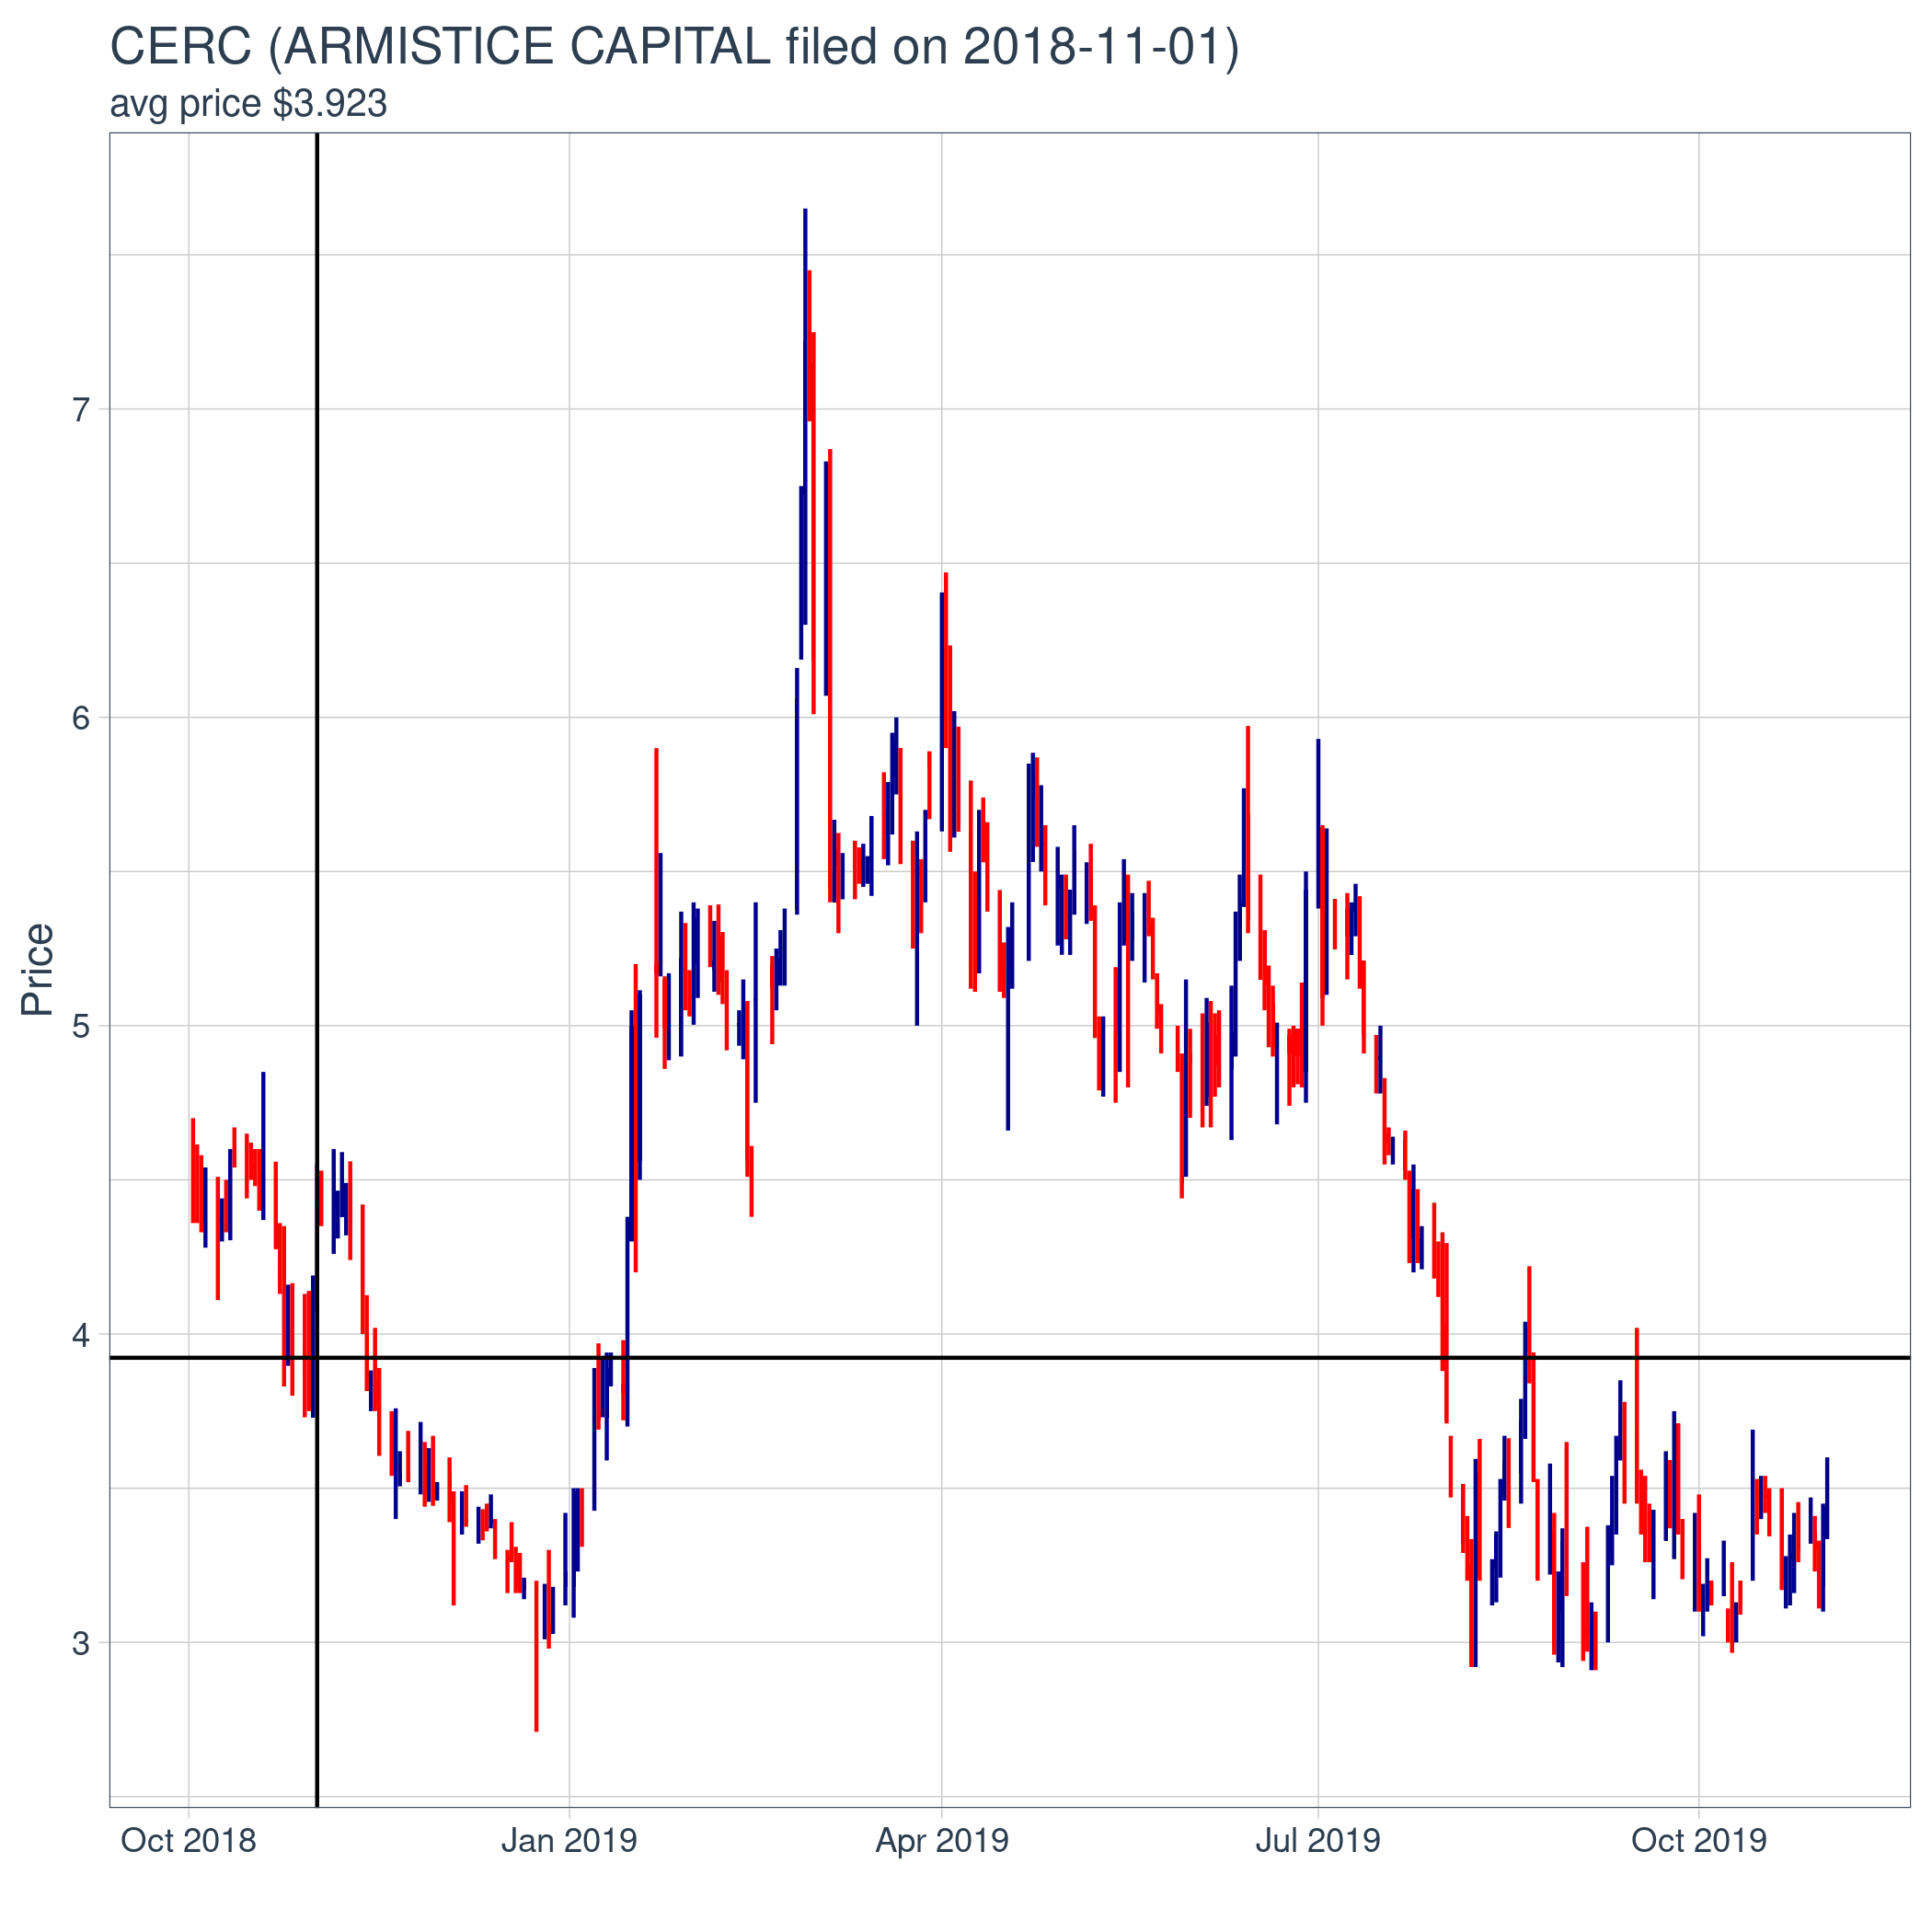 CERC (ARMISTICE CAPITAL filed on 2018-11-01)
avg price $3.923
Price
7
6
5
4
3
Oct 2018 Jan 2019 Apr 2019 Jul 2019 Oct 2019